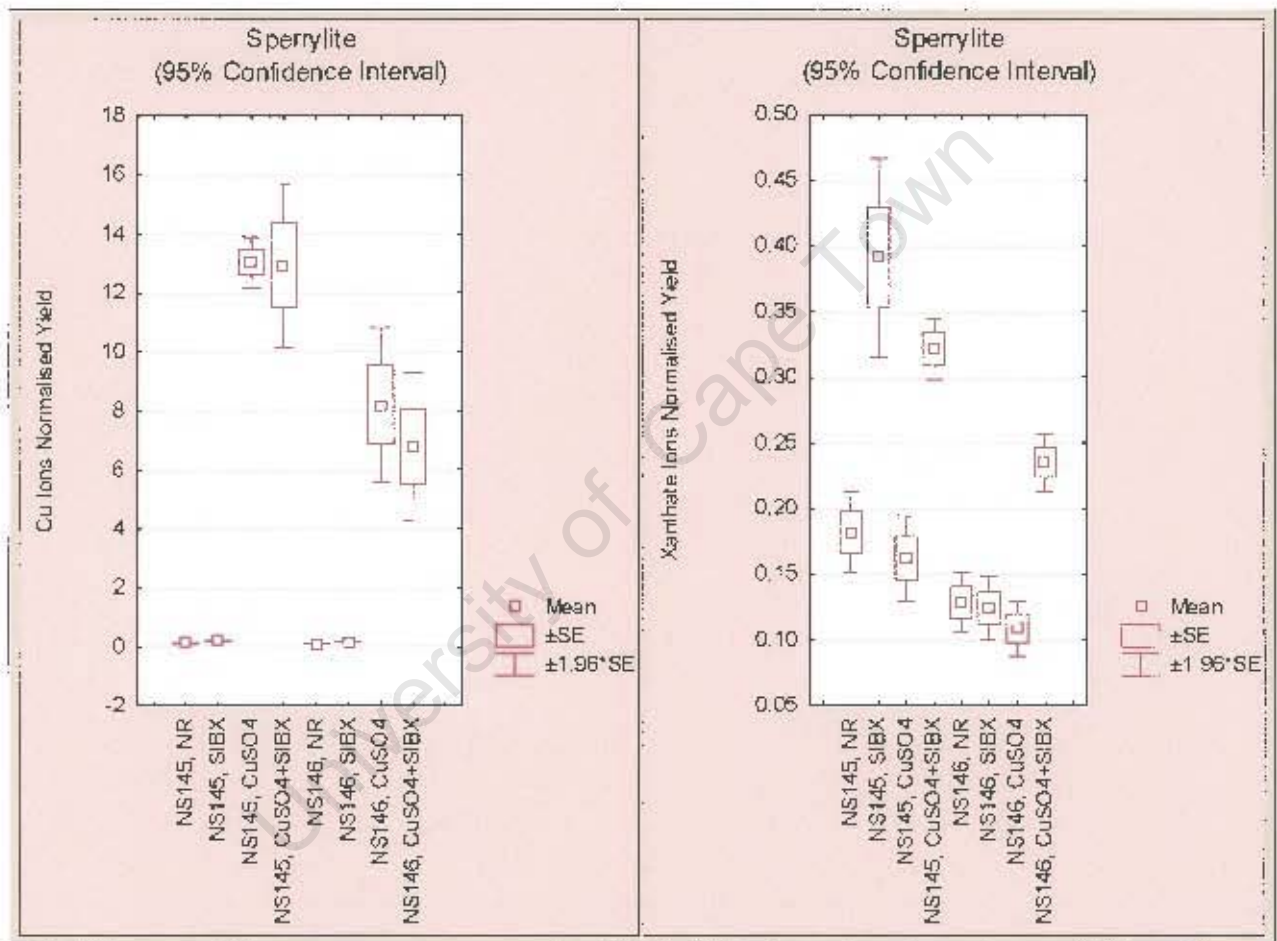 Sperrylite
(95% Confidence Interval)
Cu Ions Normalised Yield
18
16
14
12
10
8
6
4
2
0
-2
NS145, NR
NS145, SIBX
NS145, CuSO4
NS145, CuSO4+SIBX
NS146, NR
NS146, SIBX
NS146, CuSO4
NS146, CuSO4+SIBX
Mean
±SE
±1.96*SE
Sperrylite
(95% Confidence Interval)
Xanthate Ions Normalised Yield
0.50
0.45
0.40
0.35
0.30
0.25
0.20
0.15
0.10
0.05
NS145, NR
NS145, SIBX
NS145, CuSO4
NS145, CuSO4+SIBX
NS146, NR
NS146, SIBX
NS146, CuSO4
NS146, CuSO4+SIBX
Mean
±SE
±1.96*SE
University of Cape Town